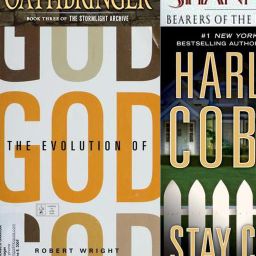 OATHBRINGER
BOOK THREE OF THE STORMLIGHT ARCHIVE
GOD
THE EVOLUTION OF
GOD
GOD
ROBERT WRIGHT
BEARERS OF THE
#1 NEW YORK
BESTSELLING AUTHO
HARL
COB
STAY C